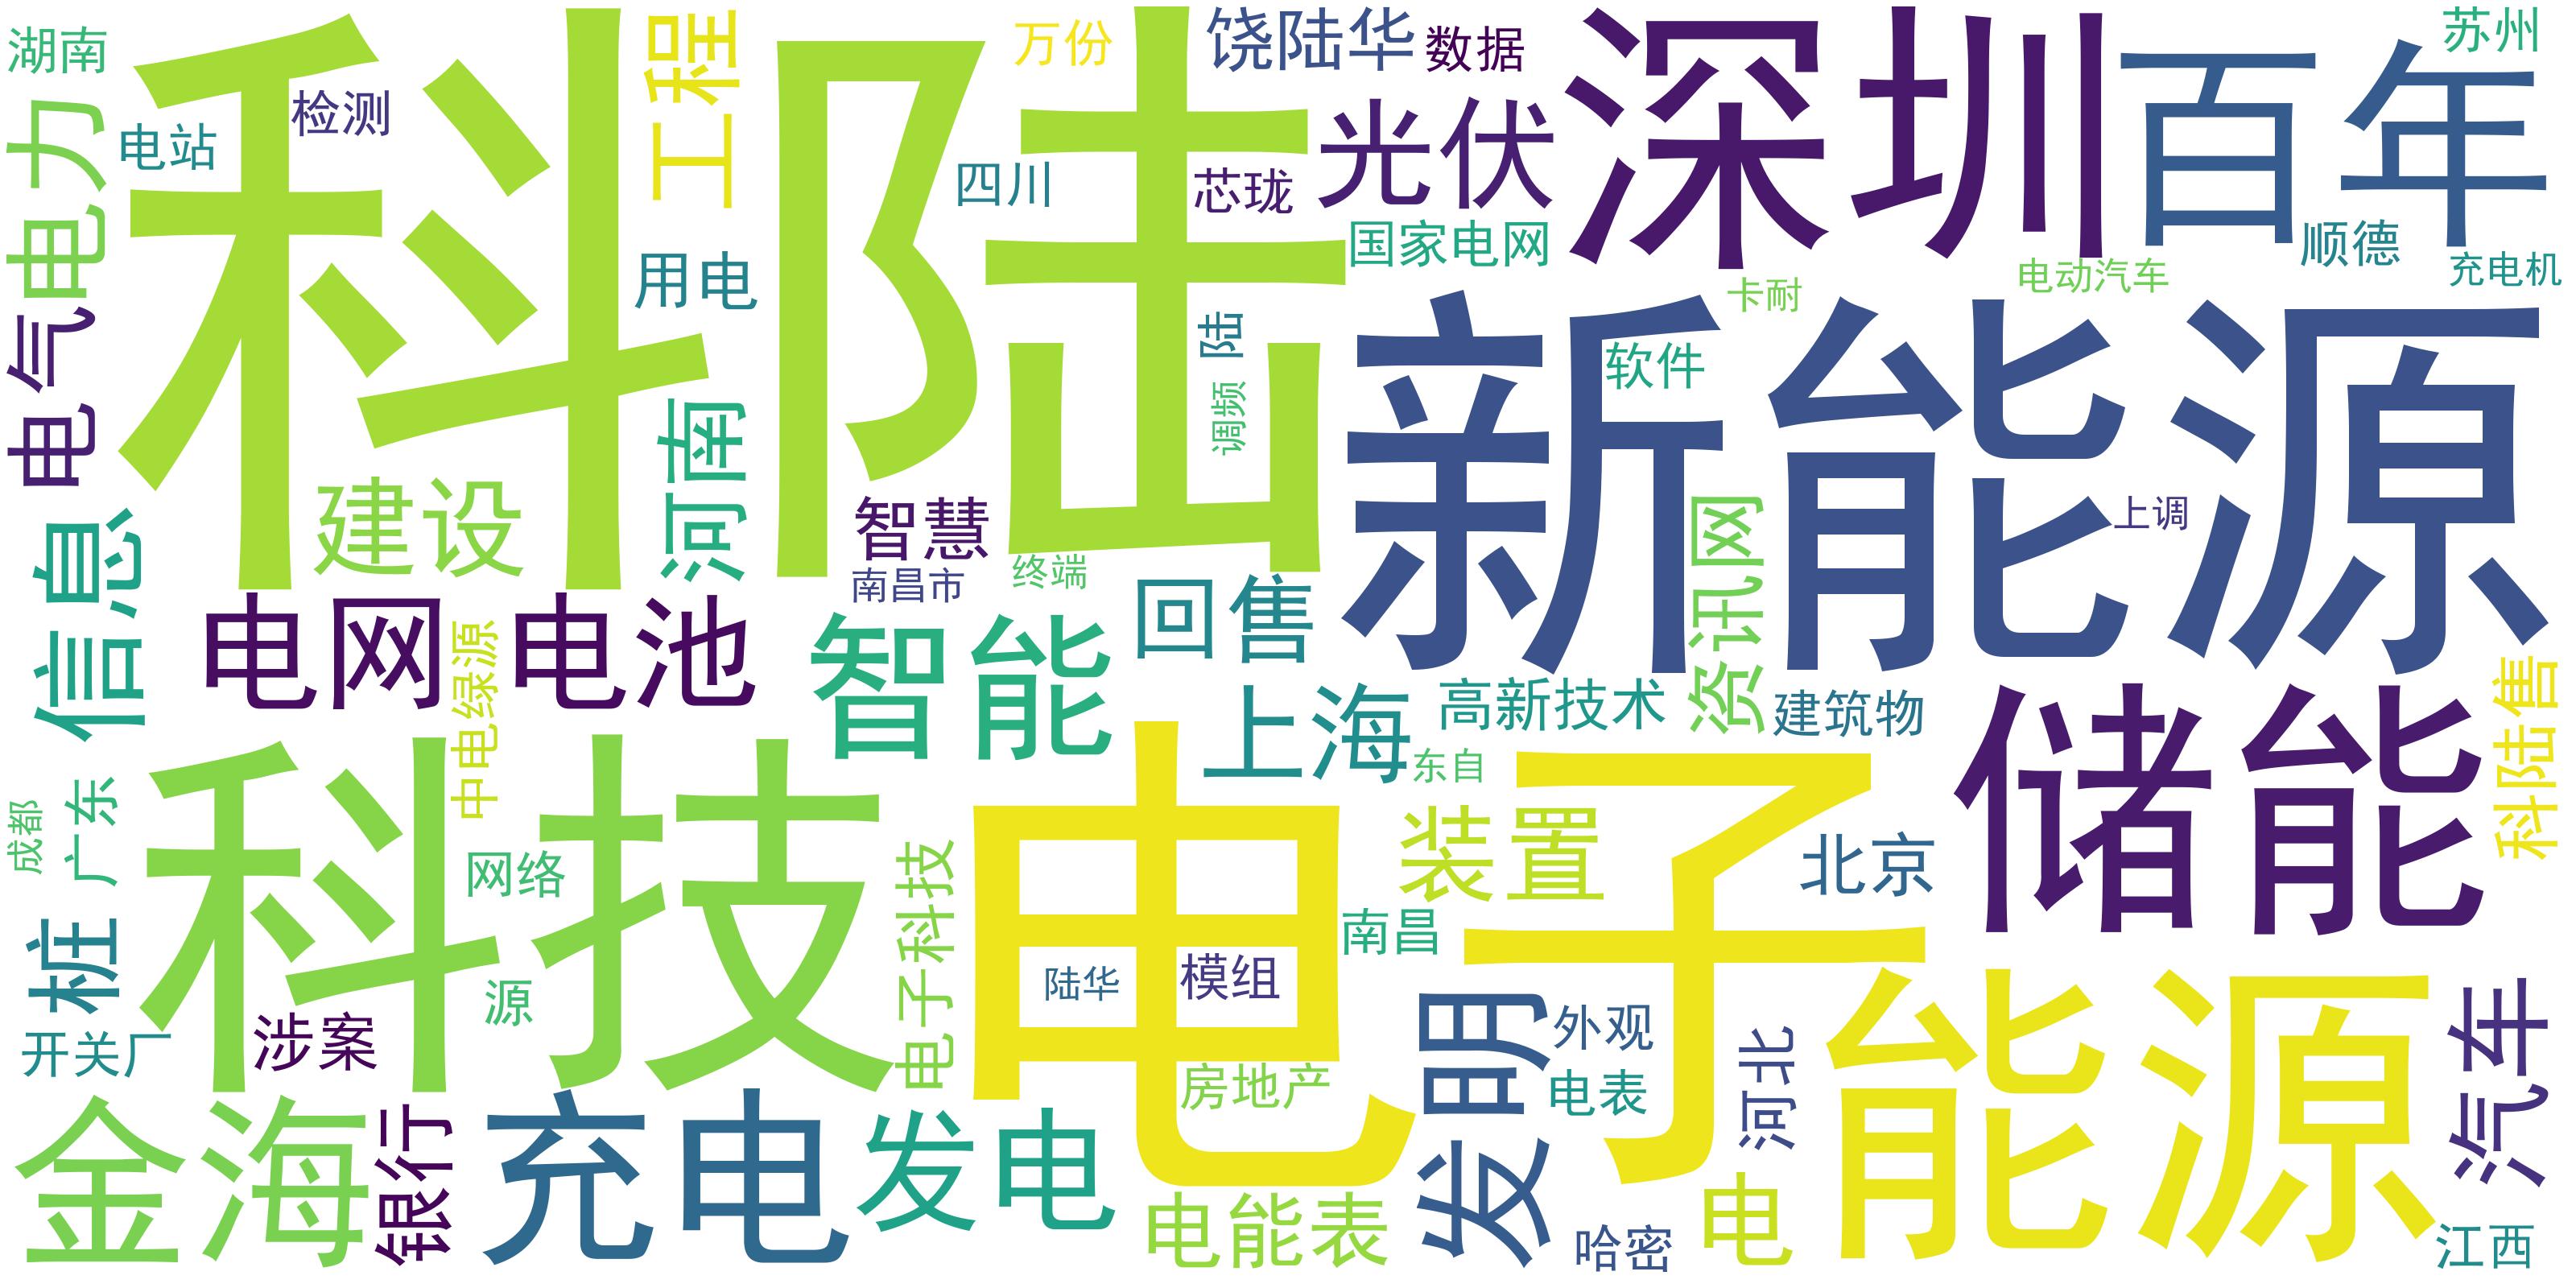 科陆
深圳
百年
新能源
湖南
电力
电站
检测
工程
万份
饶陆华
数据
光伏
芯珑
四川
国家电网
苏州
顺德
充电机
电动汽车
卡耐
用电
电气
陆
调频
软件
河南
建设
智慧
南昌市
终端
资讯网
上调
信息
电网
电池
中电绿源
智能
回售
上海
高新技术
建筑物
储能
科陆售
科技
电子
东自
成都
广东
网络
电子科技
装置
北京
南昌
桩
开关厂
涉案
源
陆华
模组
房地产
发明
外观
电表
河北
能源
汽车
金海
银行
充电
发电
电能表
哈密
电
江西